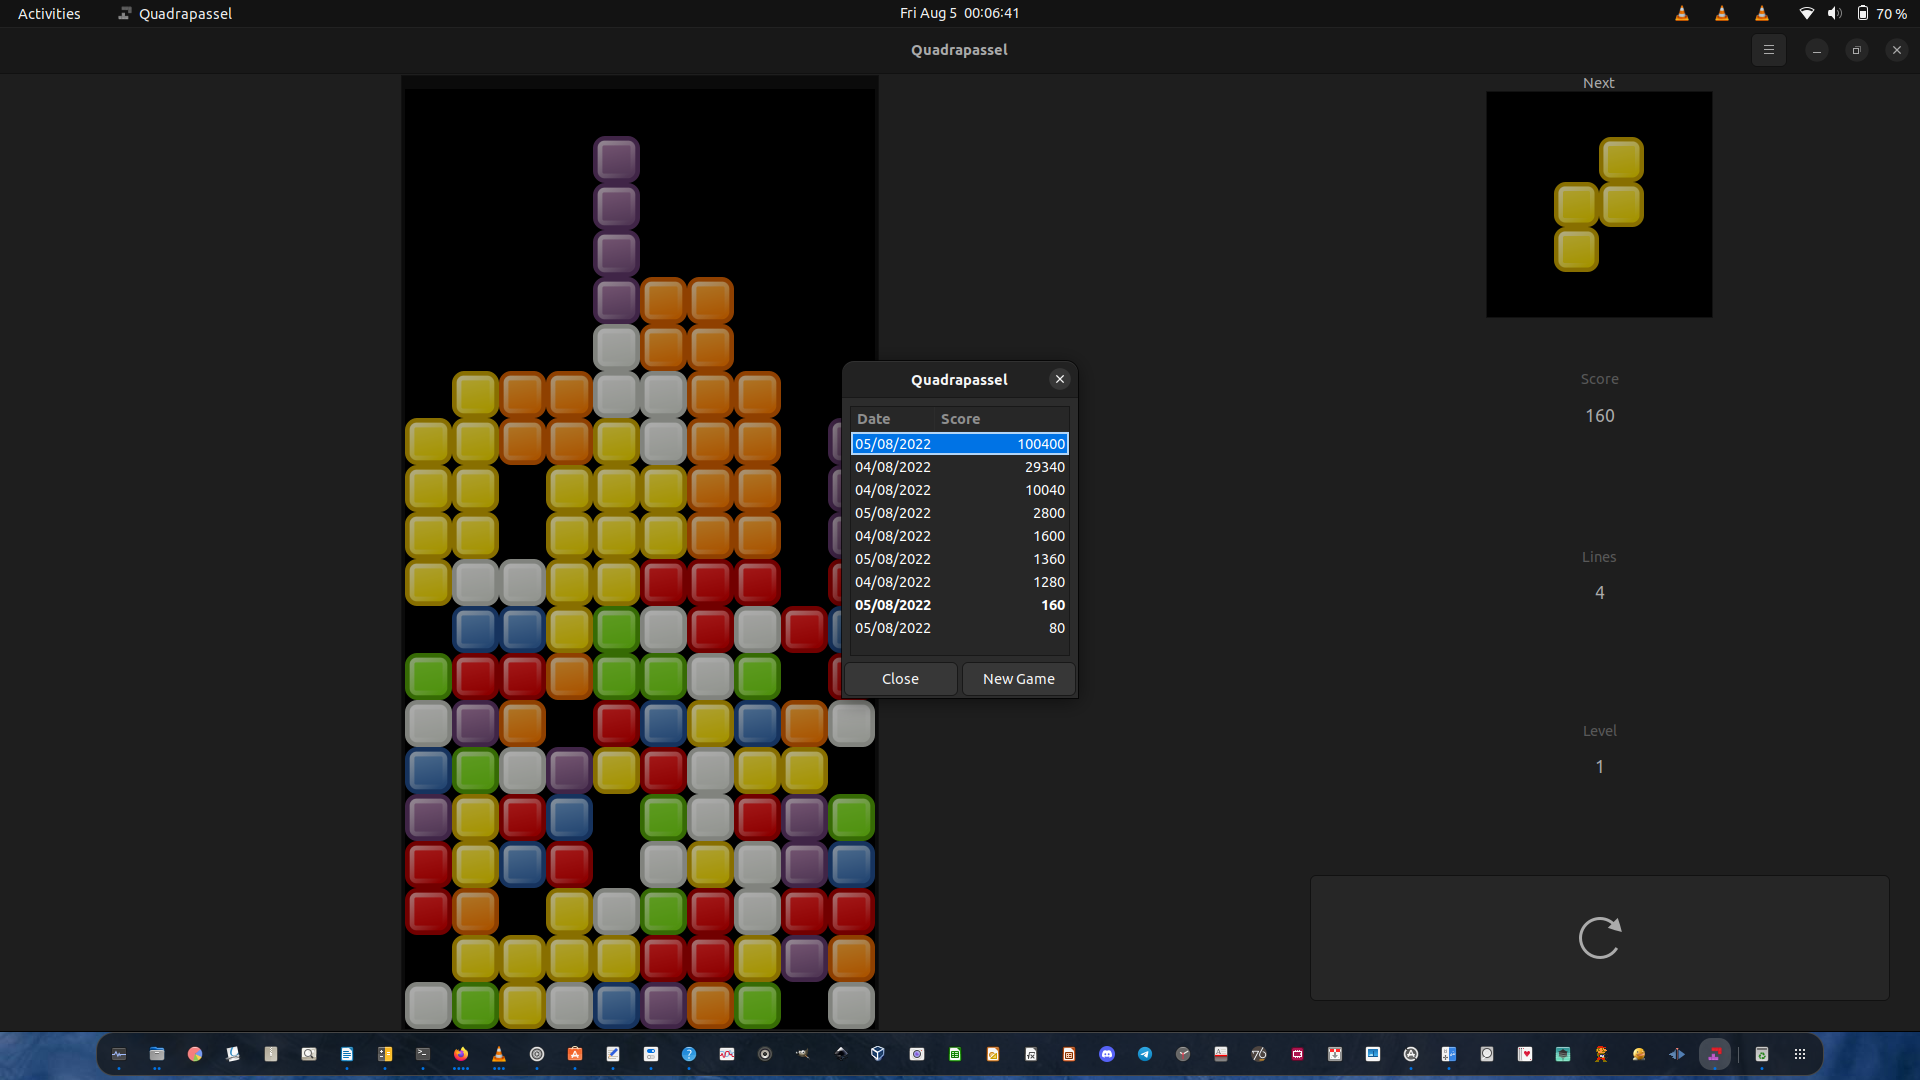 Activities
Quadrapassel
Fri Aug 5 00:06:41
70 %
Quadrapassel
Next
Score
160
Lines
4
Level
1
Quadrapassel
Date Score
05/08/2022 100400
04/08/2022 29340
04/08/2022 10040
05/08/2022 2800
04/08/2022 1600
05/08/2022 1360
04/08/2022 1280
05/08/2022 160
05/08/2022 80
Close
New Game